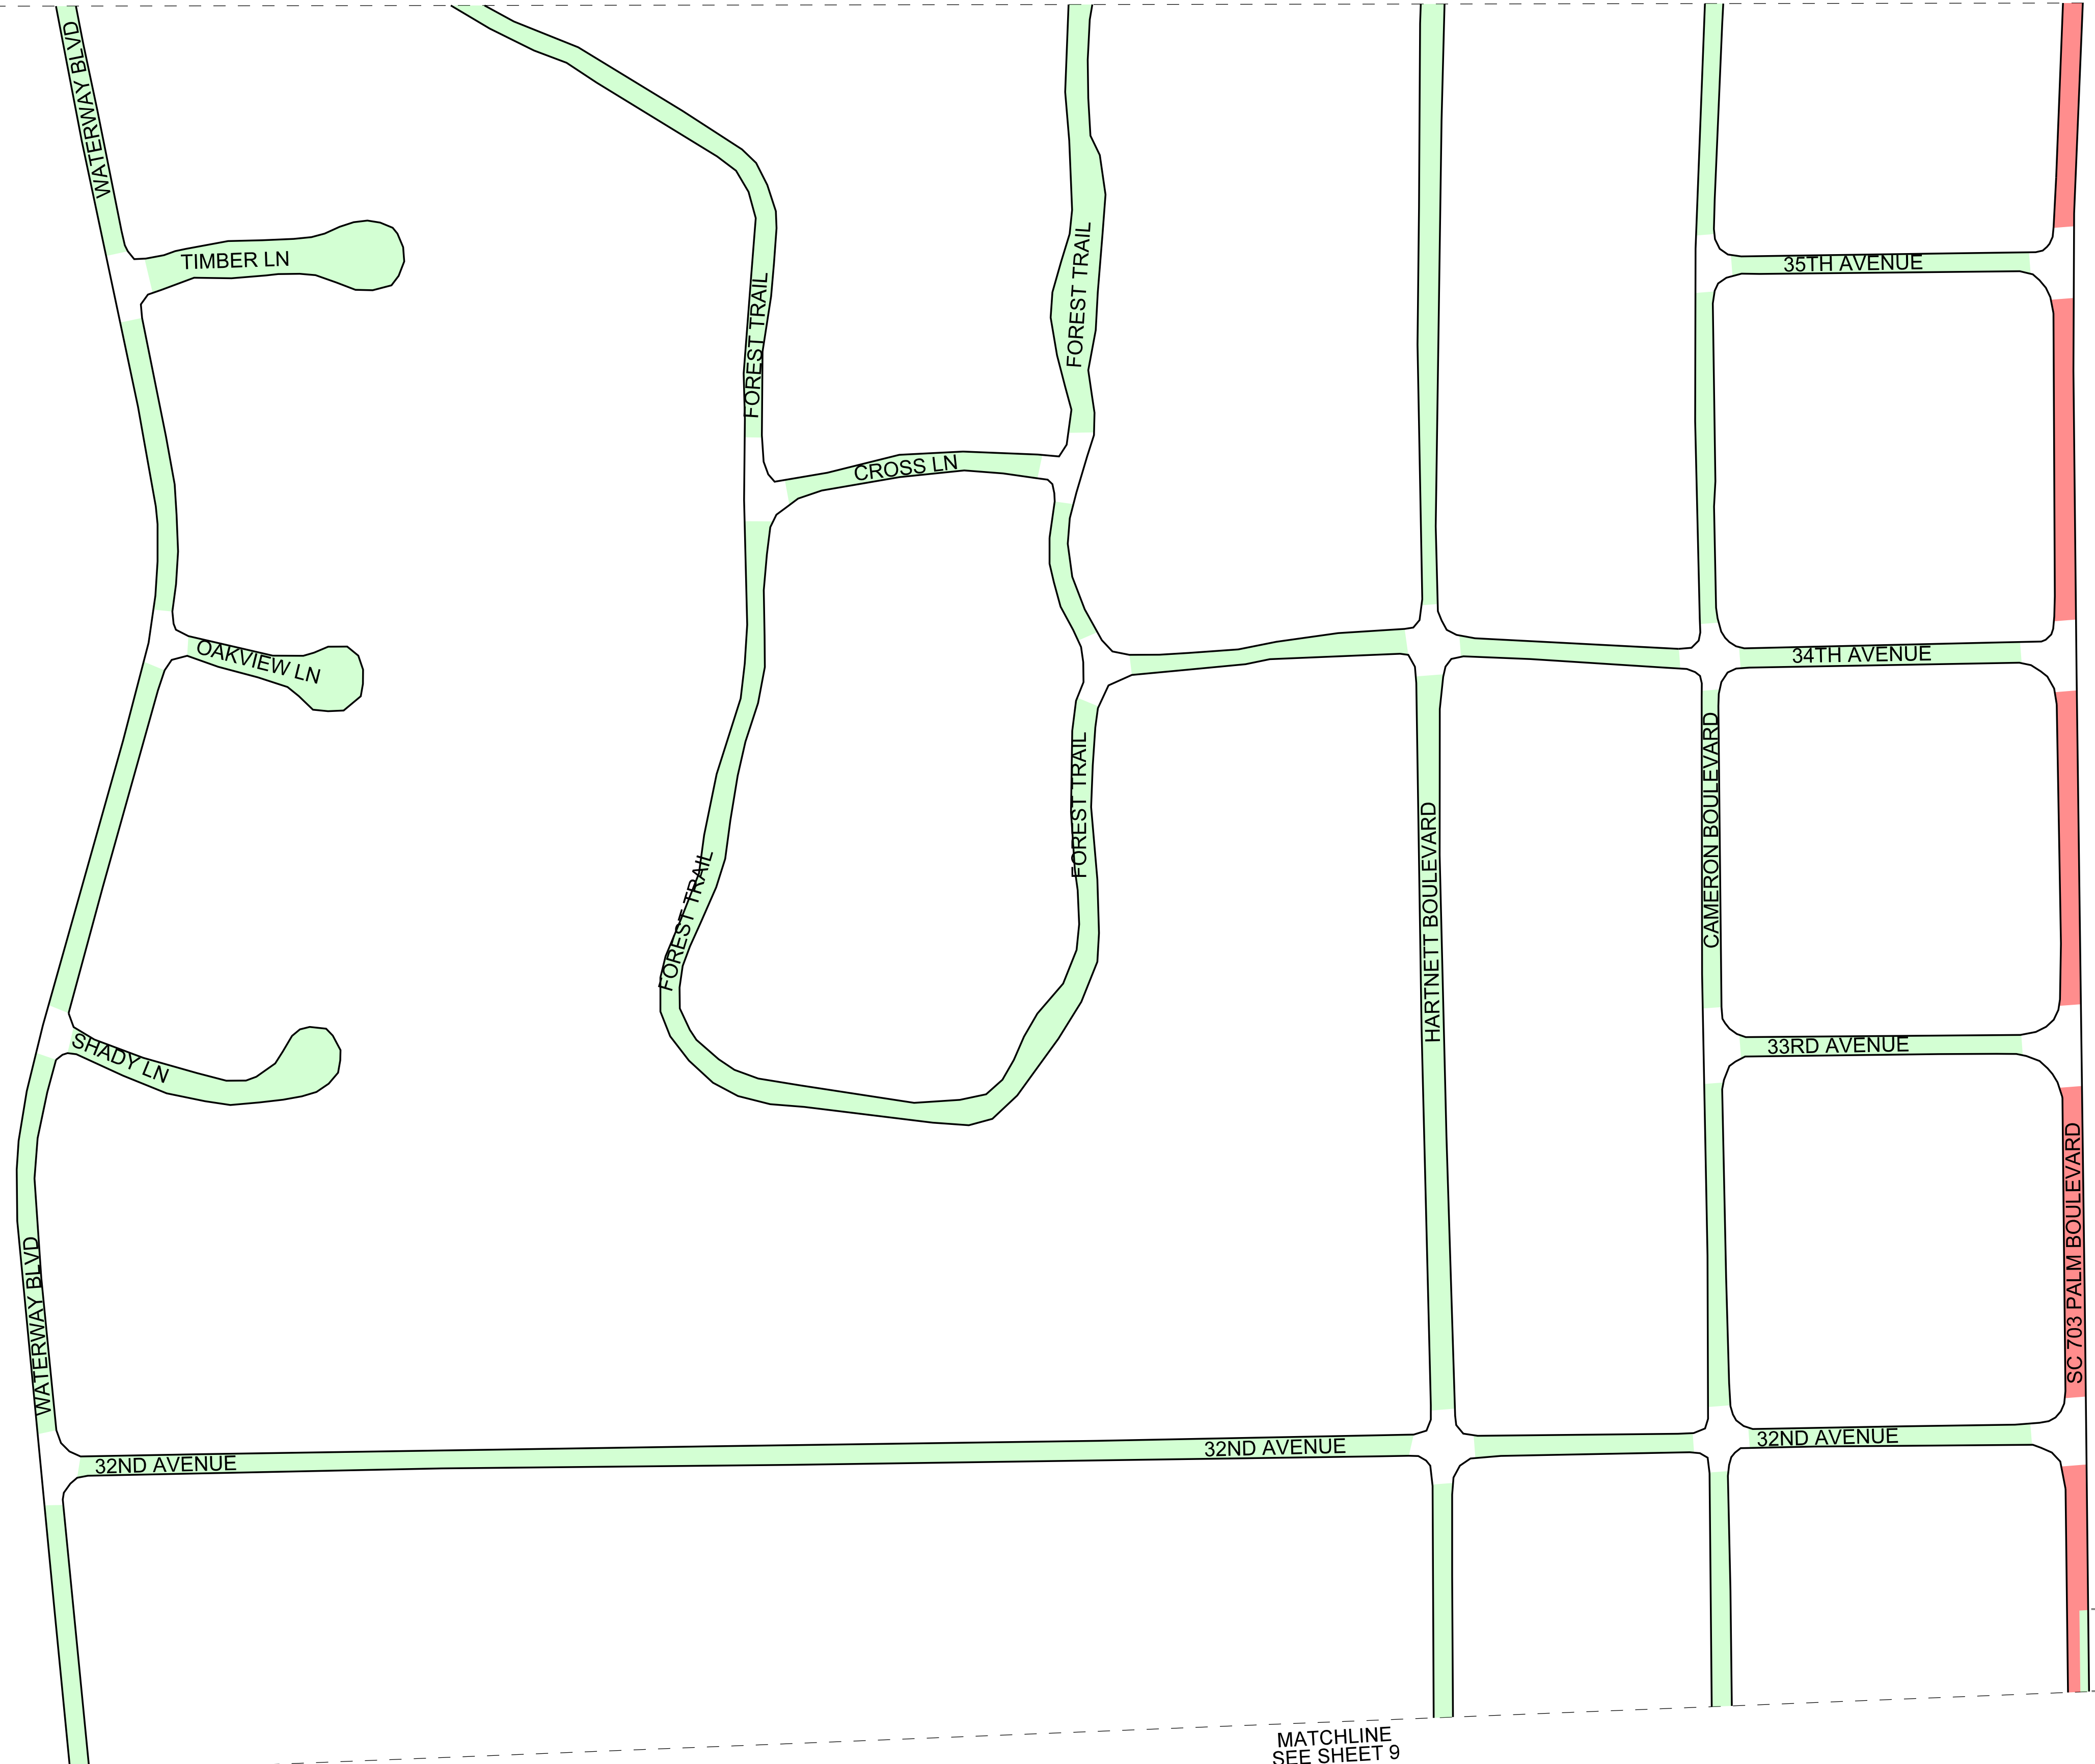 WATERWAY BLVD
TIMBER LN
35TH AVENUE
FOREST TRAIL
FOREST TRAIL
CROSS LN
OAKVIEW LN
34TH AVENUE
CAMERON BOULEVARD
FOREST TRAIL
HARTNETT BOULEVARD
FOREST TRAIL
SHADY LN
33RD AVENUE
SC 703 PALM BOULEVARD
WATERWAY BLVD
32ND AVENUE
32ND AVENUE
32ND AVENUE
MATCHLINE
SEE SHEET 9